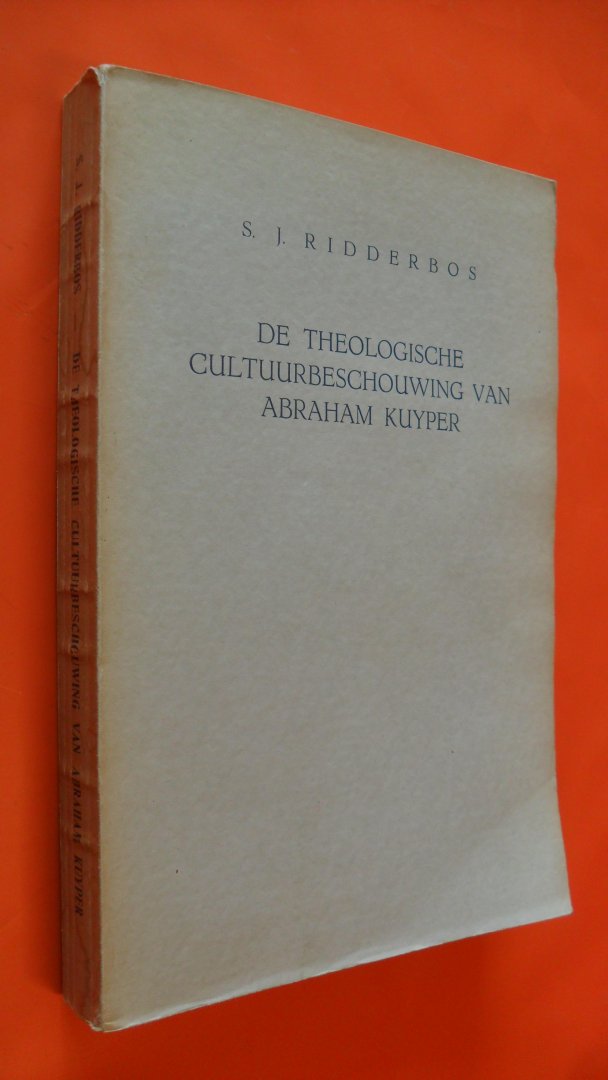 S. J. RIDDERBOS
DE THEOLOGISCHE
CULTUURBESCHOUWING VAN
ABRAHAM KUYPER
S. J. RIDDERBOS — DE THEOLOGISCHE CULTUURBESCHOUWING VAN ABRAHAM KUYPER